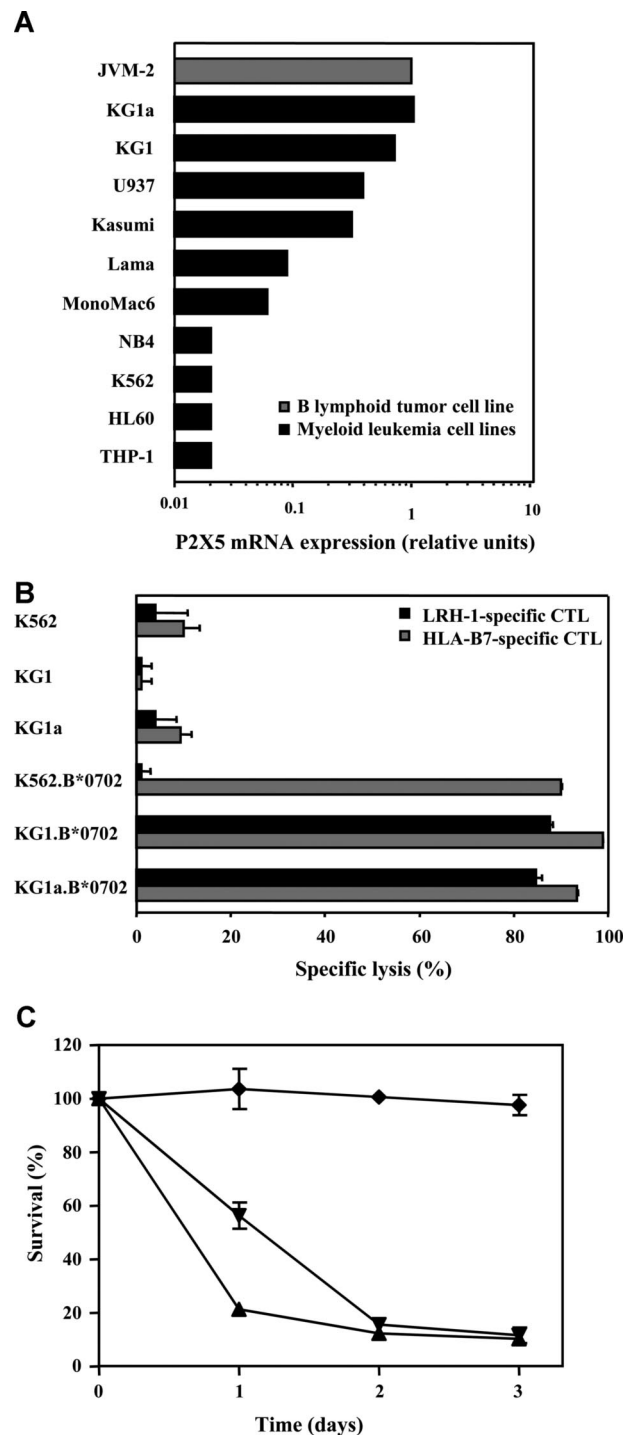 A
JVM-2
KG1a
KG1
U937
Kasumi
Lama
MonoMac6
NB4
K562
HL60
THP-1
B lymphoid tumor cell line
Myeloid leukemia cell lines
0.01
0.1
1
10
P2X5 mRNA expression (relative units)
B
K562
KG1
KG1a
K562.B*0702
KG1.B*0702
KG1a.B*0702
LRH-1-specific CTL
HLA-B7-specific CTL
0
20
40
60
80
100
Specific lysis (%)
C
120
100
80
60
40
20
0
Survival (%)
0
1
2
3
Time (days)